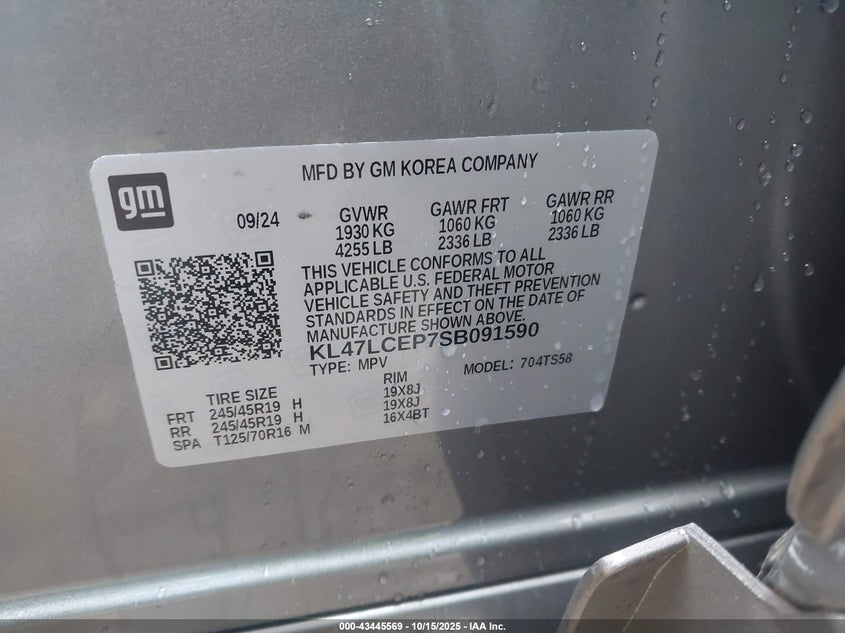 MFD BY GM KOREA COMPANY
gm
09/24
GVWR GAWR FRT GAWR RR
1930 KG 1060 KG 1060 KG
4255 LB 2336 LB 2336 LB
THIS VEHICLE CONFORMS TO ALL
APPLICABLE U.S. FEDERAL MOTOR
VEHICLE SAFETY AND THEFT PREVENTION
STANDARDS IN EFFECT ON THE DATE OF
MANUFACTURE SHOWN ABOVE.
KL47LCEP7SB091590
TYPE: MPV MODEL: 704TS58
TIRE SIZE RIM
FRT 245/45R19 H 19X8J
RR 245/45R19 H 19X8J
SPA T125/70R16 M 16X4BT
000-43445569 - 10/15/2025 - IAA Inc.